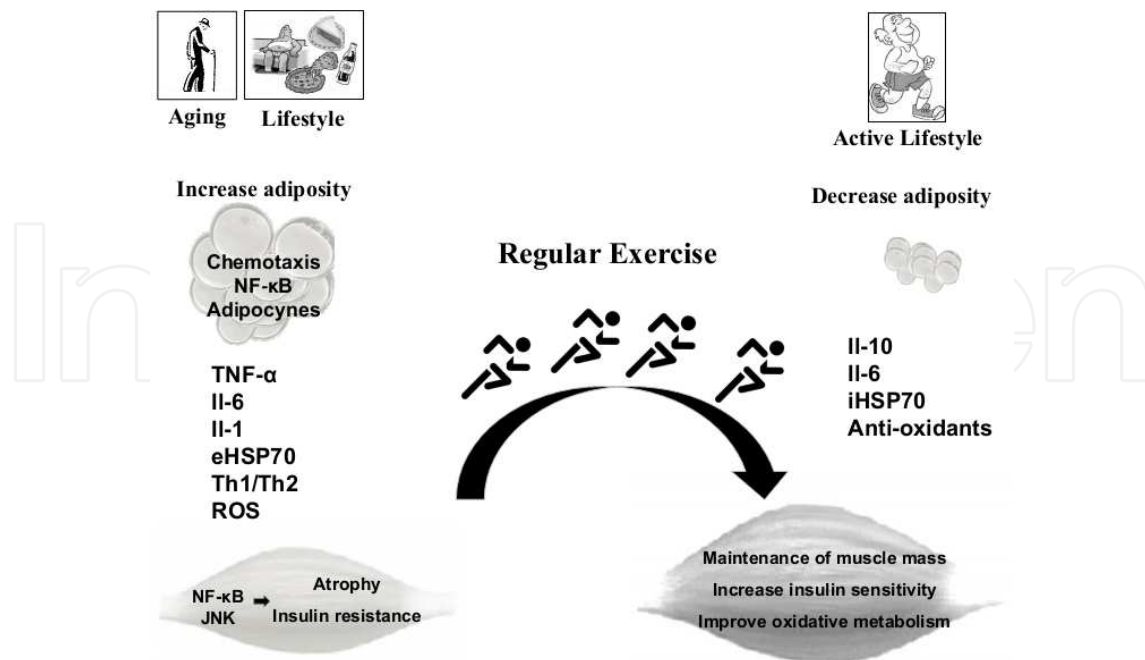 Aging
Lifestyle
Active Lifestyle
Increase adiposity
Decrease adiposity
Chemotaxis
NF-κB
Adipocynes
Regular Exercise
TNF-α
Il-6
Il-1
eHSP70
Th1/Th2
ROS
Il-10
Il-6
iHSP70
Anti-oxidants
NF-κB
JNK
Atrophy
Insulin resistance
Maintenance of muscle mass
Increase insulin sensitivity
Improve oxidative metabolism